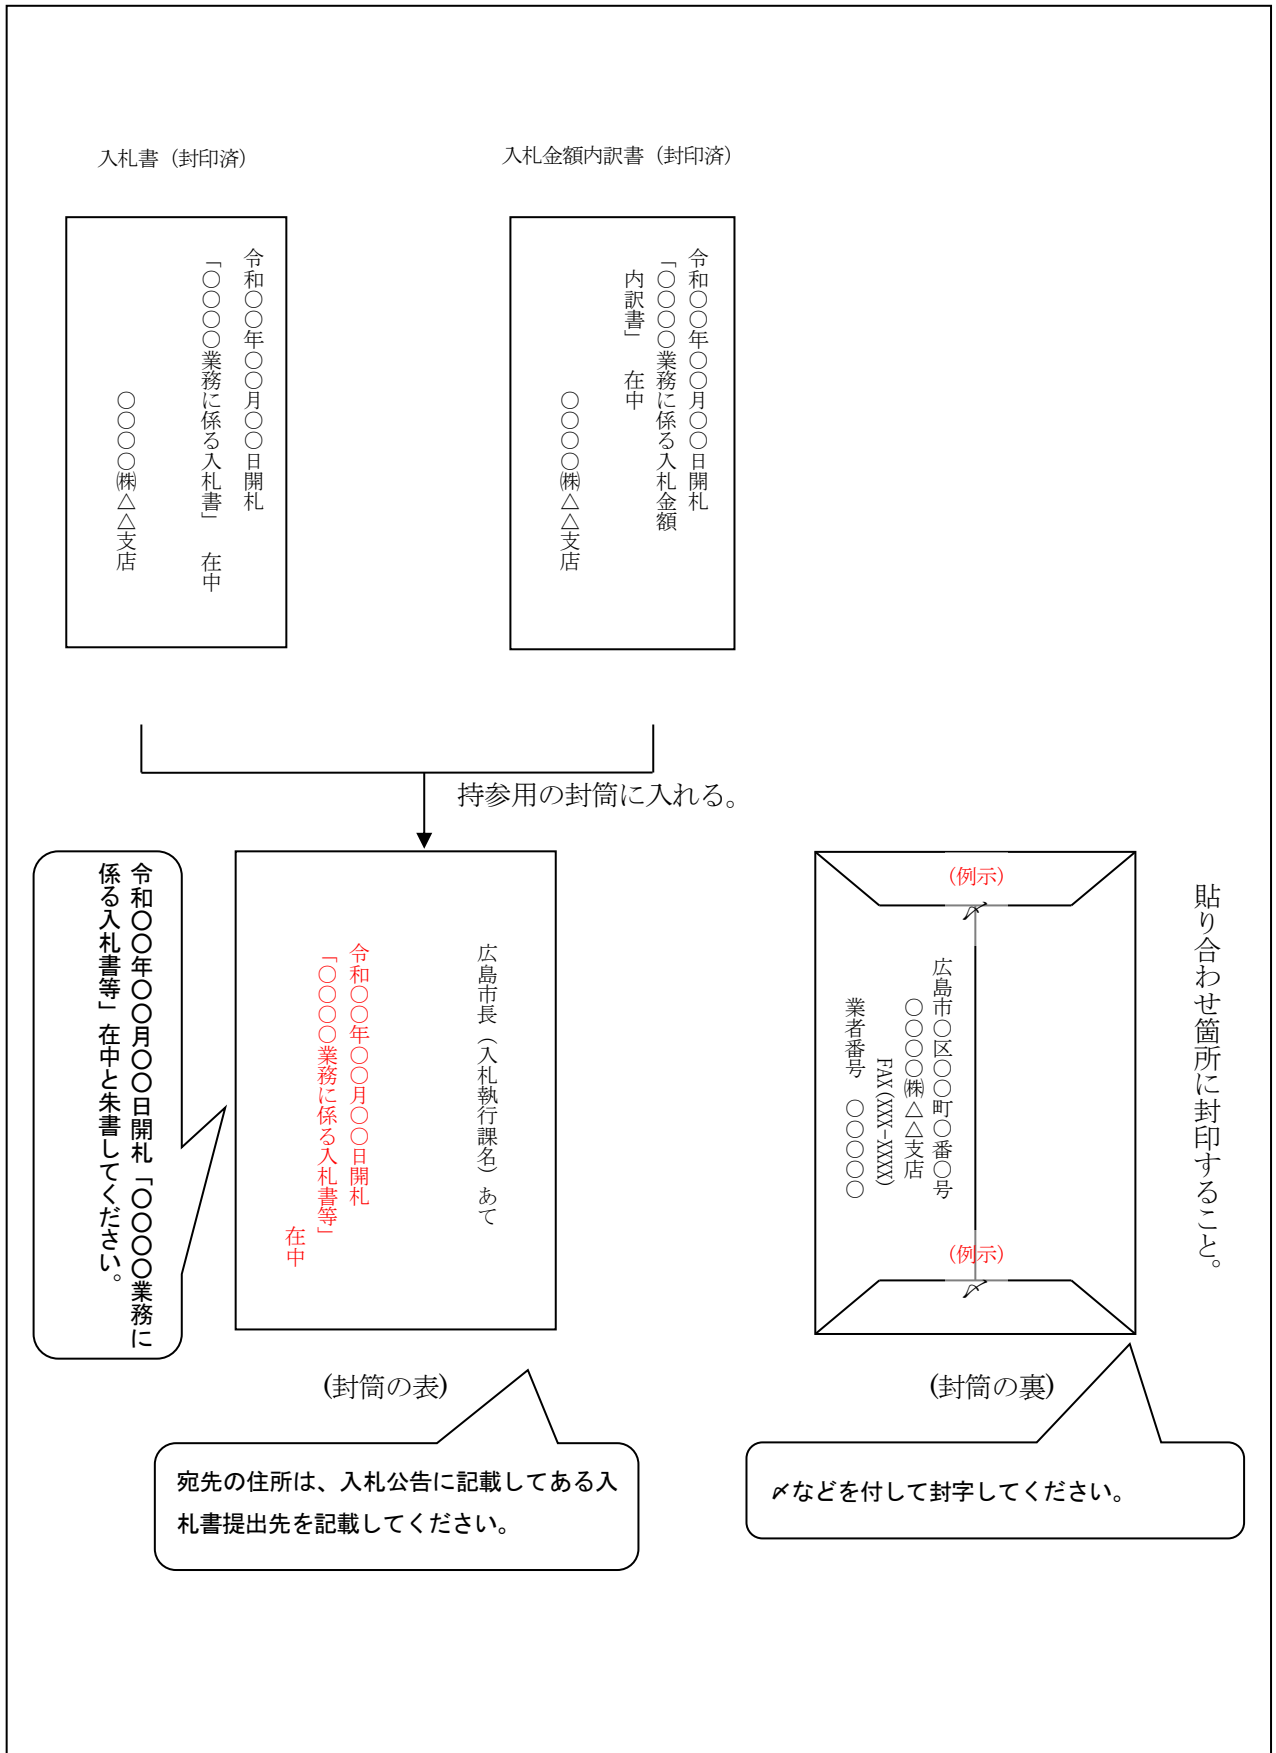 入札書（封印済）
令和〇〇年〇〇月〇〇日開札
「〇〇〇〇業務に係る入札書」　在中
〇〇〇〇㈱△△支店
入札金額内訳書（封印済）
令和〇〇年〇〇月〇〇日開札
「〇〇〇〇業務に係る入札金額
内訳書」　在中
〇〇〇〇㈱△△支店
持参用の封筒に入れる。
令和〇〇年〇〇月〇〇日開札「〇〇〇〇業務に
係る入札書等」在中と朱書してください。
広島市長（入札執行課名）あて
令和〇〇年〇〇月〇〇日開札
「〇〇〇〇業務に係る入札書等」
在中
(封筒の表)
宛先の住所は、入札公告に記載してある入
札書提出先を記載してください。
貼り合わせ箇所に封印すること。
(例示)
〆
広島市〇区〇〇町〇番〇号
〇〇〇〇㈱△△支店
FAX(XXX-XXXX)
業者番号　〇〇〇〇〇
(例示)
〆
(封筒の裏)
〆などを付して封字してください。